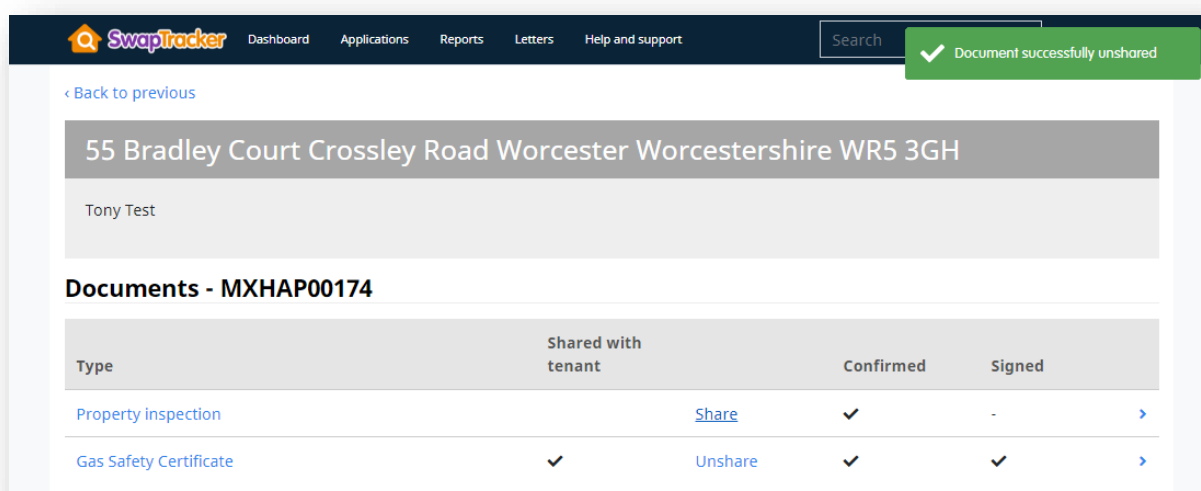 SwapTracker Dashboard Applications Reports Letters Help and support Search
Document successfully unshared
‹ Back to previous
55 Bradley Court Crossley Road Worcester Worcestershire WR5 3GH
Tony Test
Documents - MXHAP00174
Type Shared with tenant Confirmed Signed
Property inspection Share ✓ - ›
Gas Safety Certificate ✓ Unshare ✓ ✓ ›